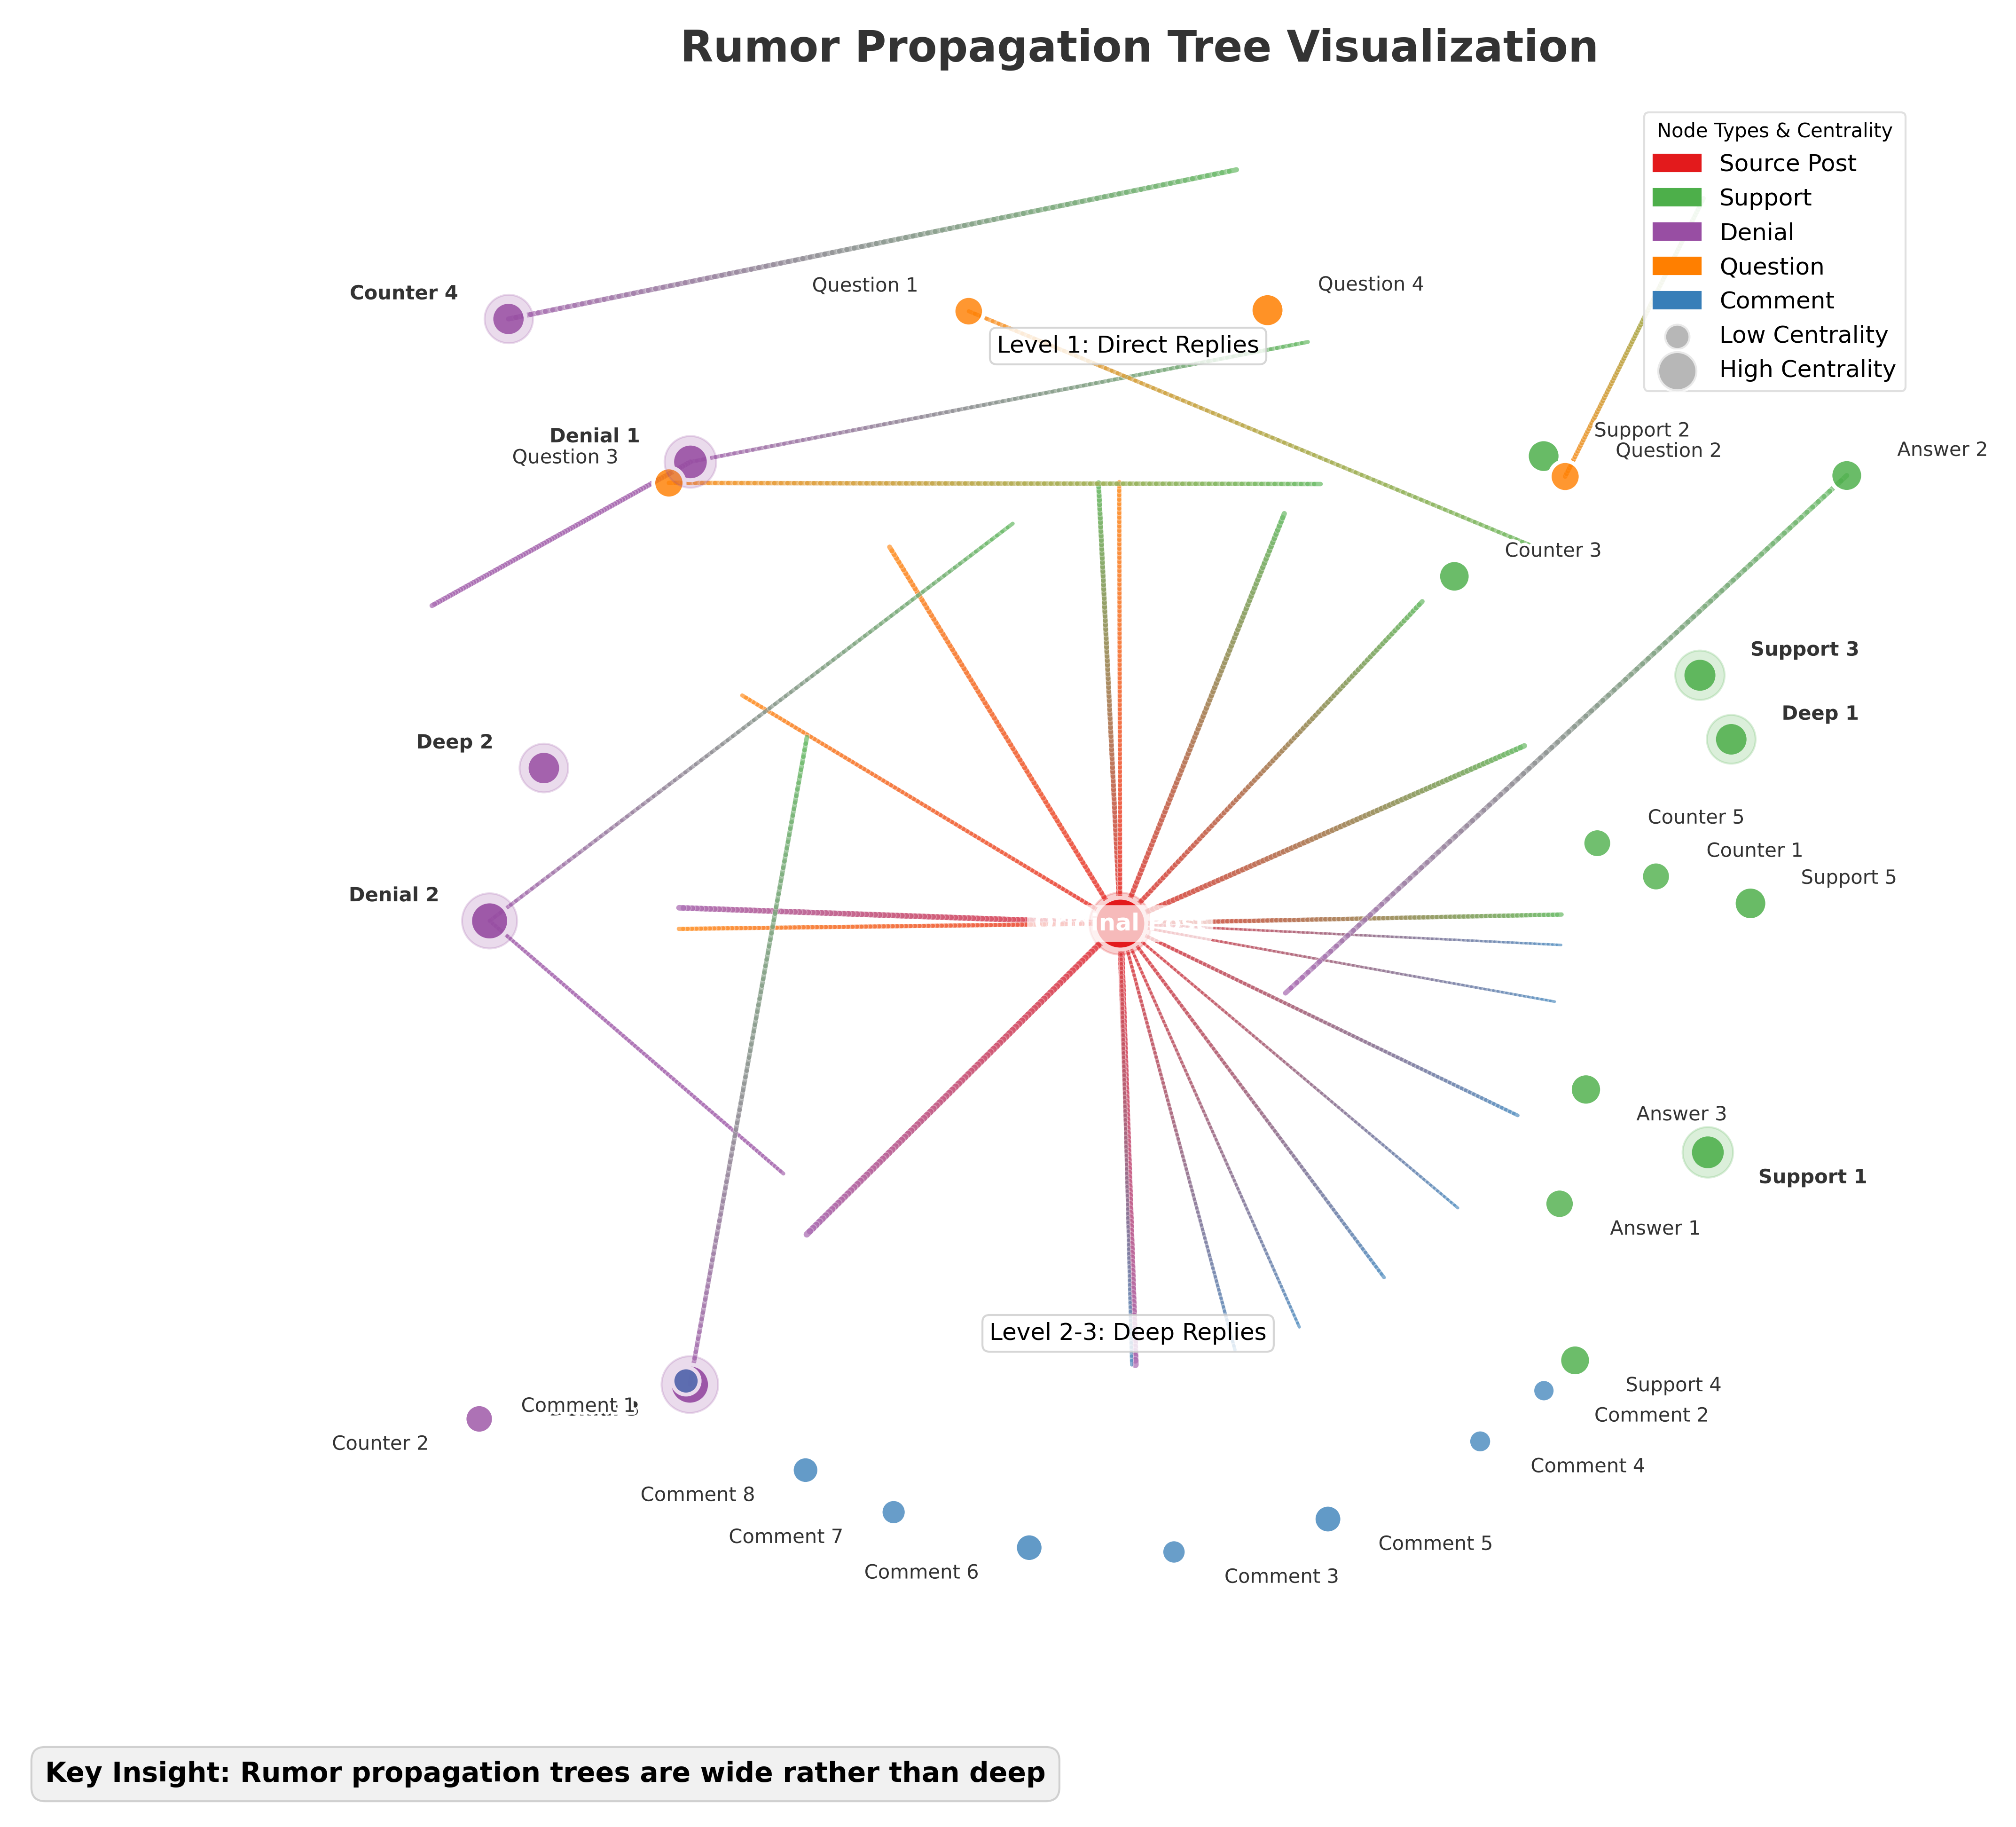 Rumor Propagation Tree Visualization
Node Types & Centrality
Source Post
Support
Denial
Question
Comment
Low Centrality
High Centrality
Counter 4
Question 1
Question 4
Level 1: Direct Replies
Denial 1
Question 3
Support 2
Question 2
Answer 2
Counter 3
Support 3
Deep 1
Deep 2
Counter 5
Counter 1
Support 5
Denial 2
Answer 3
Support 1
Answer 1
Level 2-3: Deep Replies
Support 4
Comment 1
Comment 2
Counter 2
Comment 4
Comment 8
Comment 7
Comment 5
Comment 6
Comment 3
Key Insight: Rumor propagation trees are wide rather than deep